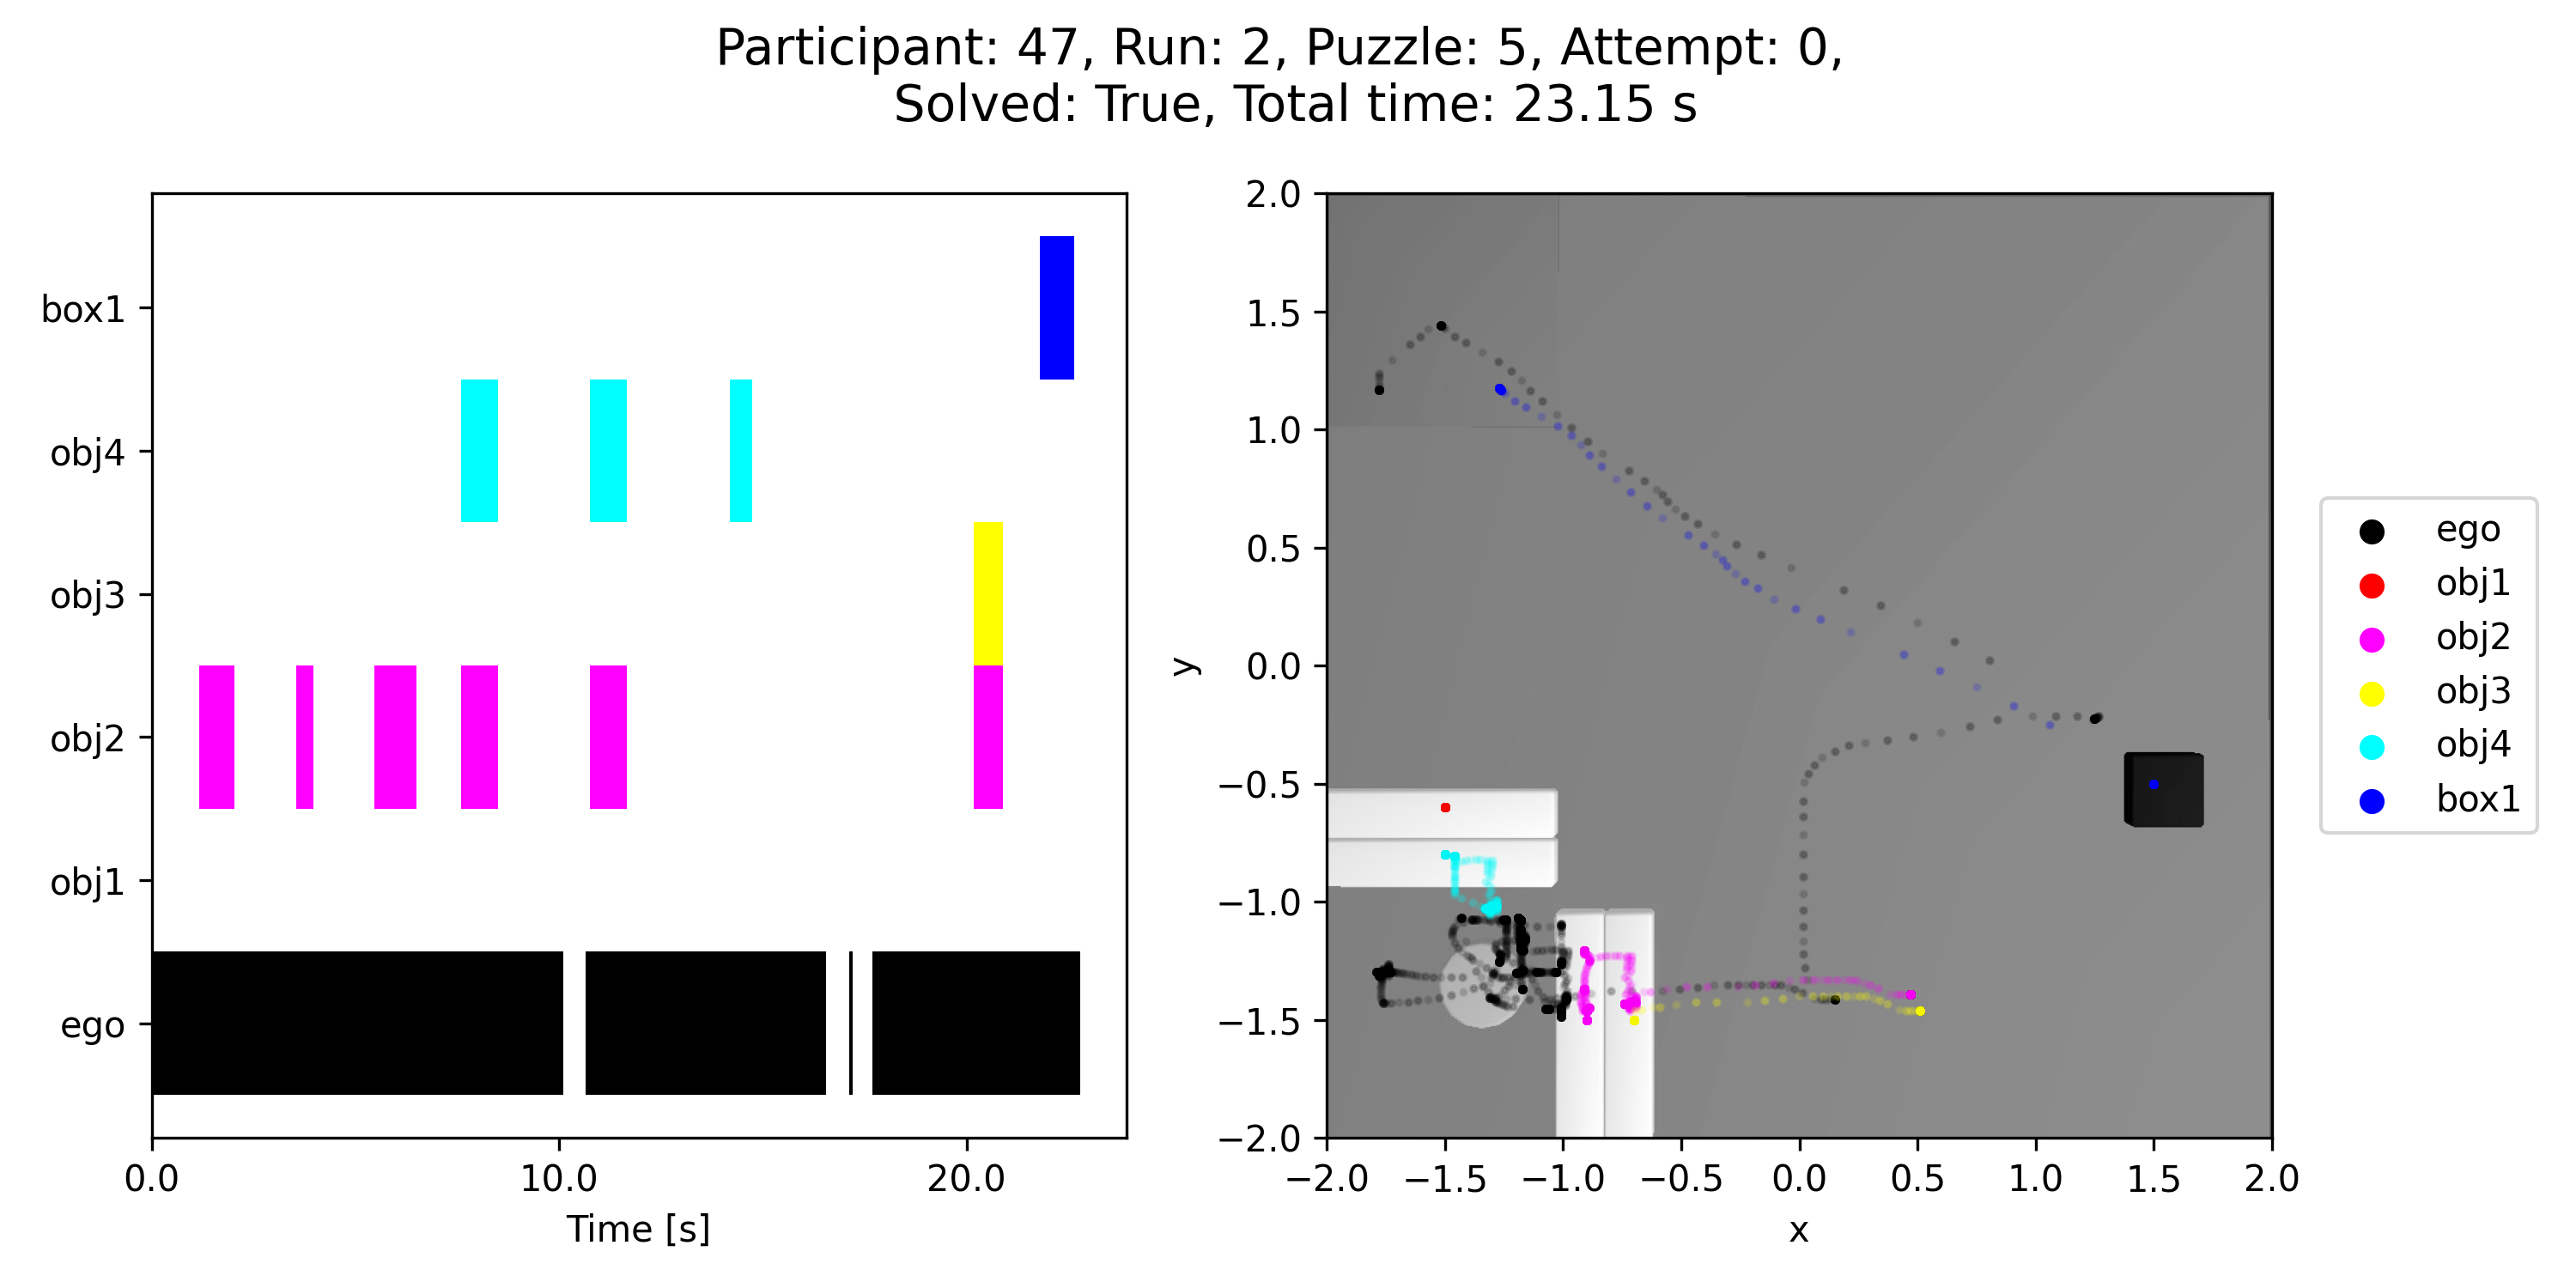 Participant: 47, Run: 2, Puzzle: 5, Attempt: 0,
Solved: True, Total time: 23.15 s
box1
obj4
obj3
obj2
obj1
ego
0.0 10.0 20.0
Time [s]
2.0
1.5
1.0
0.5
0.0
−0.5
−1.0
−1.5
−2.0
y
−2.0 −1.5 −1.0 −0.5 0.0 0.5 1.0 1.5 2.0
x
ego
obj1
obj2
obj3
obj4
box1